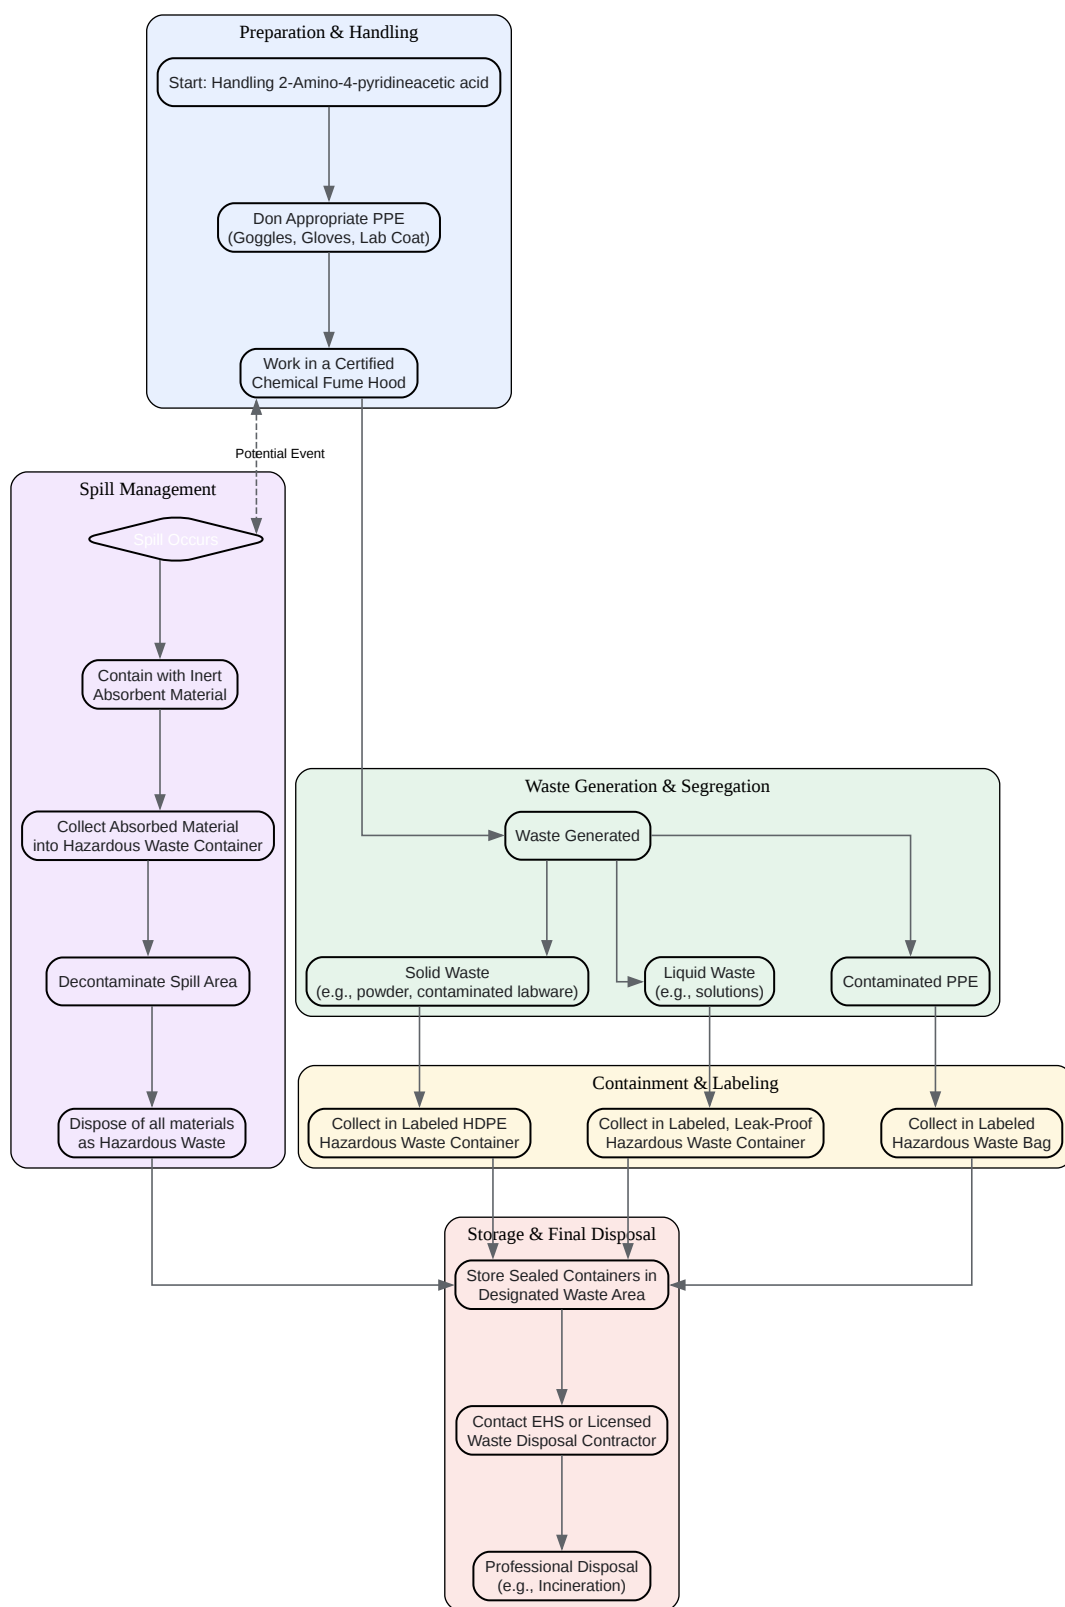 Preparation & Handling
Start: Handling 2-Amino-4-pyridineacetic acid
Don Appropriate PPE
(Goggles, Gloves, Lab Coat)
Work in a Certified
Chemical Fume Hood
Potential Event
Spill Management
Spill Occurs
Contain with Inert
Absorbent Material
Collect Absorbed Material
into Hazardous Waste Container
Decontaminate Spill Area
Dispose of all materials
as Hazardous Waste
Waste Generation & Segregation
Waste Generated
Solid Waste
(e.g., powder, contaminated labware)
Liquid Waste
(e.g., solutions)
Contaminated PPE
Containment & Labeling
Collect in Labeled HDPE
Hazardous Waste Container
Collect in Labeled, Leak-Proof
Hazardous Waste Container
Collect in Labeled
Hazardous Waste Bag
Storage & Final Disposal
Store Sealed Containers in
Designated Waste Area
Contact EHS or Licensed
Waste Disposal Contractor
Professional Disposal
(e.g., Incineration)